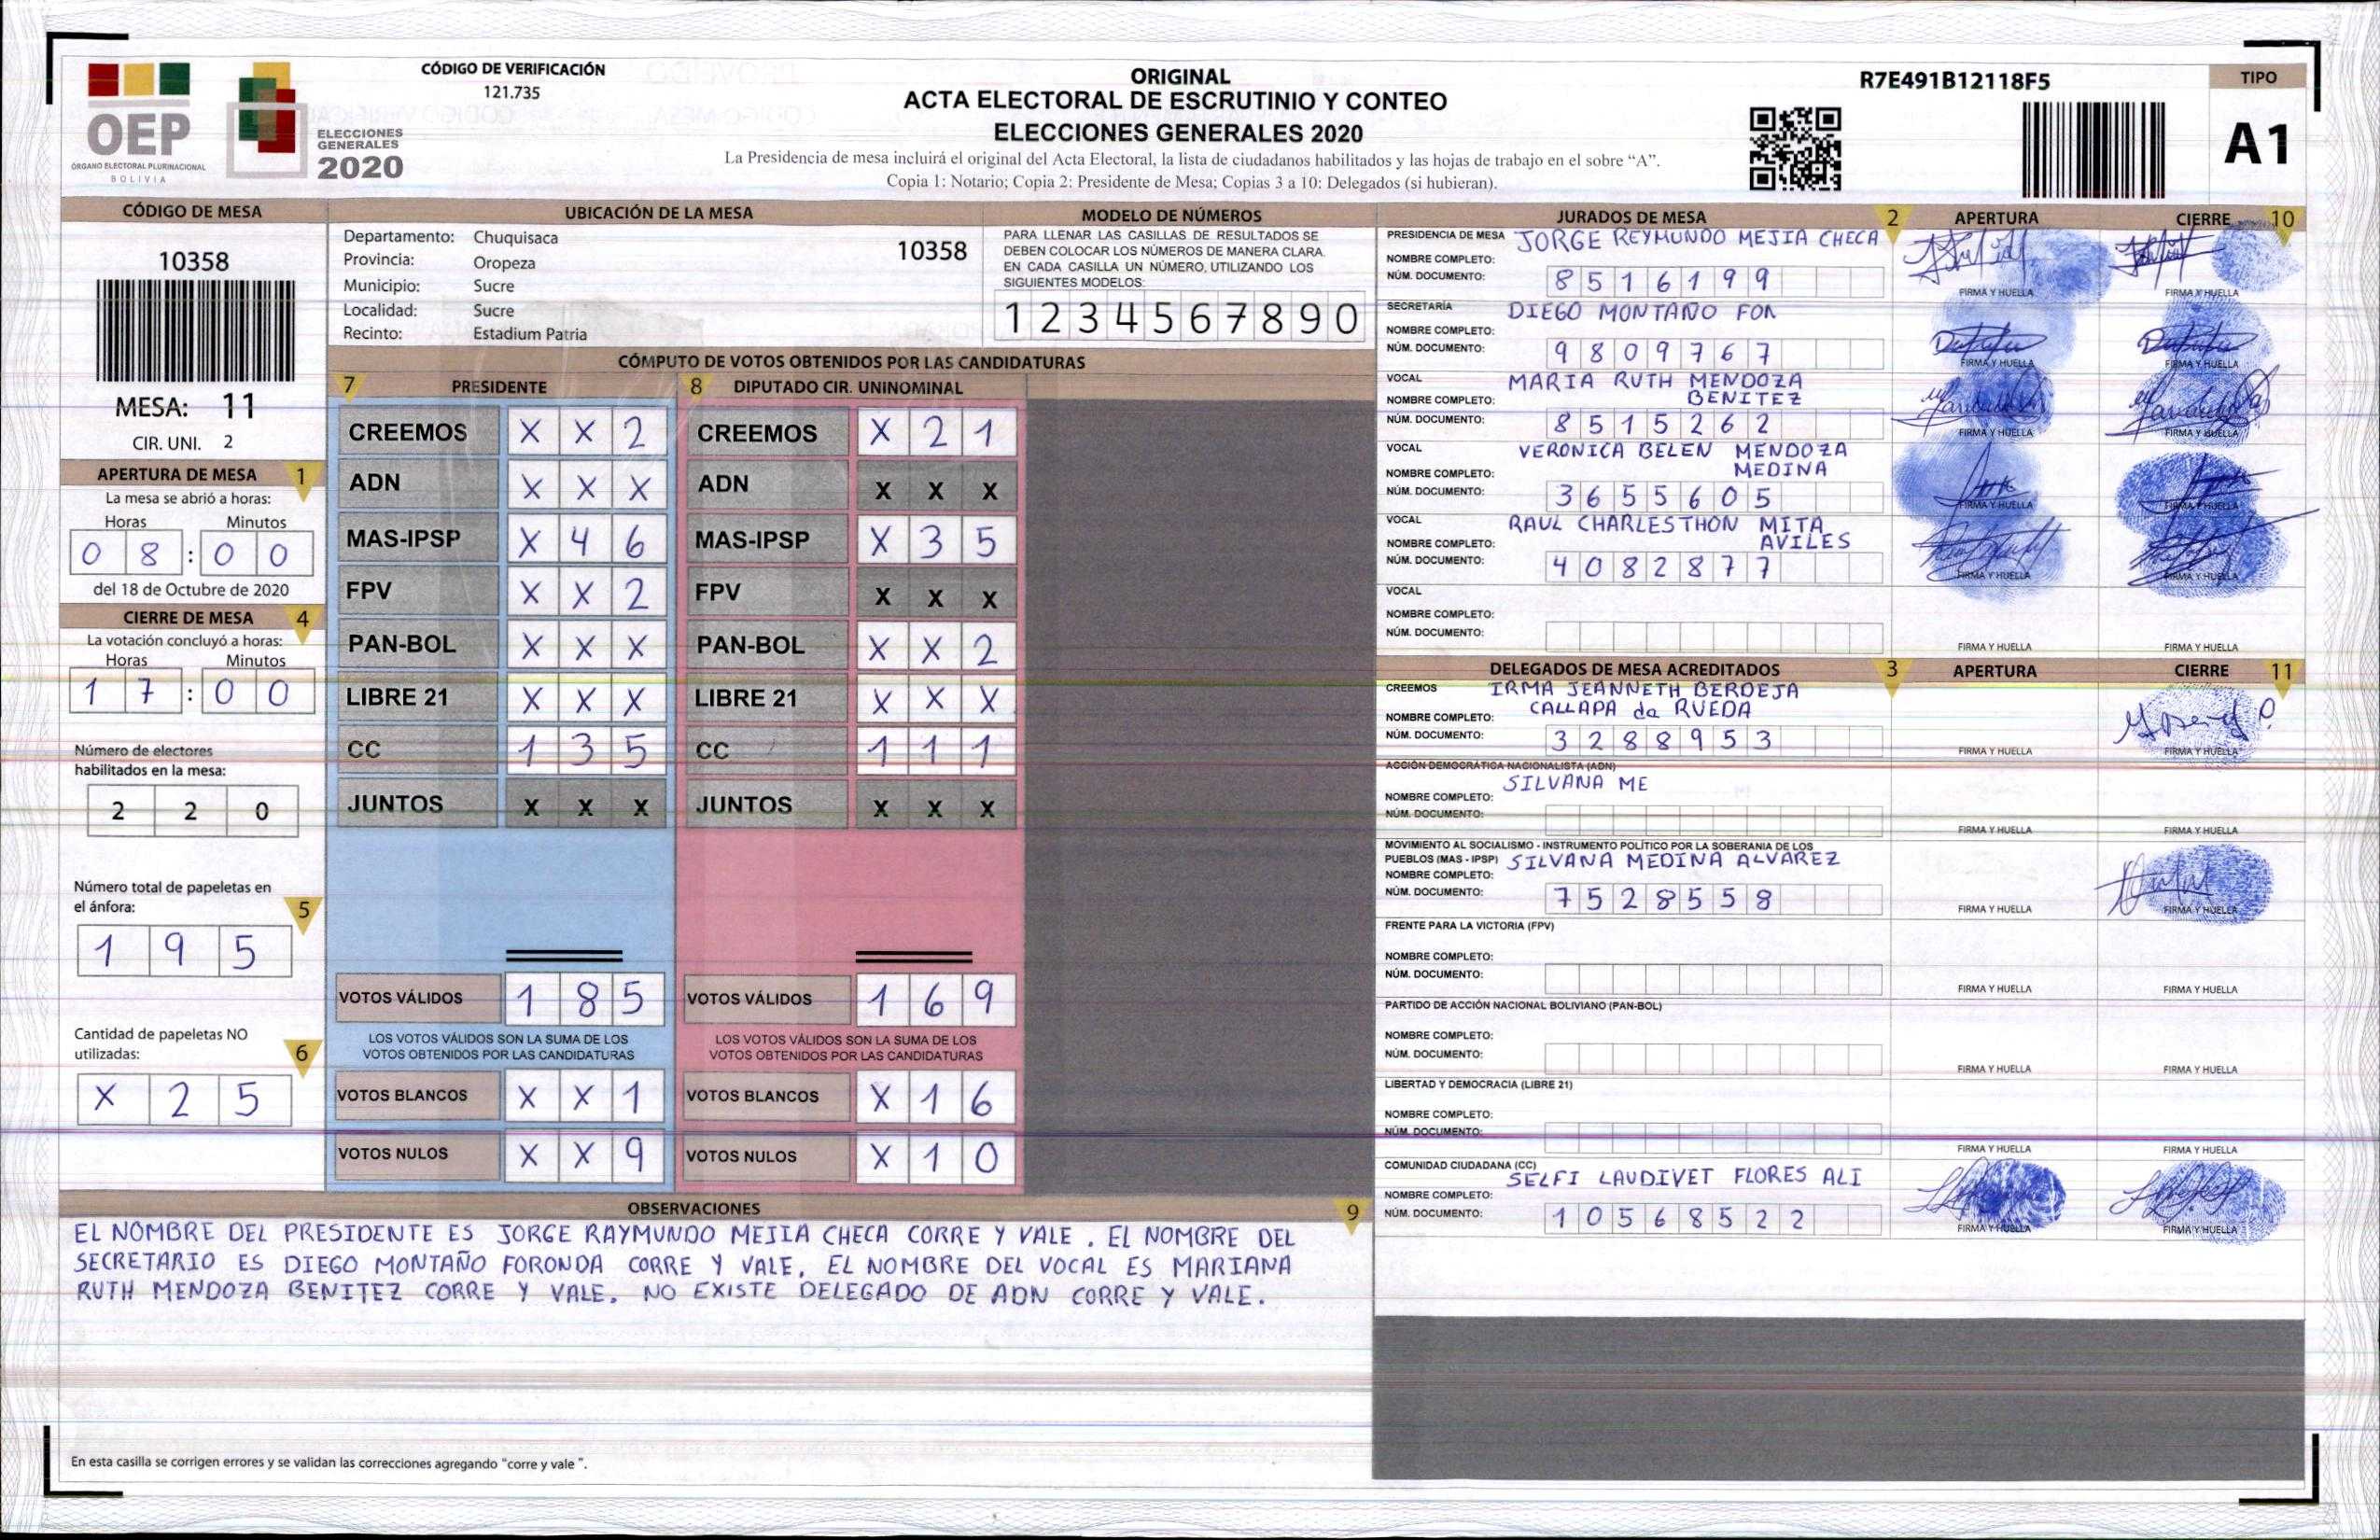 OEP
ÓRGANO ELECTORAL PLURINACIONAL
BOLIVIA
ELECCIONES
GENERALES
2020
CÓDIGO DE VERIFICACIÓN
121.735
ORIGINAL
ACTA ELECTORAL DE ESCRUTINIO Y CONTEO
ELECCIONES GENERALES 2020
La Presidencia de mesa incluirá el original del Acta Electoral, la lista de ciudadanos habilitados y las hojas de trabajo en el sobre “A”.
Copia 1: Notario; Copia 2: Presidente de Mesa; Copias 3 a 10: Delegados (si hubieran).
R7E491B12118F5
TIPO
A1
CÓDIGO DE MESA
10358
MESA: 11
CIR. UNI. 2
APERTURA DE MESA 1
La mesa se abrió a horas:
Horas Minutos
0 8 : 0 0
del 18 de Octubre de 2020
CIERRE DE MESA 4
La votación concluyó a horas:
Horas Minutos
1 7 : 0 0
Número de electores
habilitados en la mesa:
2 2 0
Número total de papeletas en
el ánfora:
5
1 9 5
Cantidad de papeletas NO
utilizadas:
6
X 2 5
UBICACIÓN DE LA MESA
Departamento: Chuquisaca
Provincia: Oropeza
Municipio: Sucre
Localidad: Sucre
Recinto: Estadium Patria
10358
MODELO DE NÚMEROS
PARA LLENAR LAS CASILLAS DE RESULTADOS SE
DEBEN COLOCAR LOS NÚMEROS DE MANERA CLARA.
EN CADA CASILLA UN NÚMERO, UTILIZANDO LOS
SIGUIENTES MODELOS:
1 2 3 4 5 6 7 8 9 0
CÓMPUTO DE VOTOS OBTENIDOS POR LAS CANDIDATURAS
7 PRESIDENTE 8 DIPUTADO CIR. UNINOMINAL
CREEMOS X X 2 CREEMOS X 2 1
ADN X X X ADN X X X
MAS-IPSP X 4 6 MAS-IPSP X 3 5
FPV X X 2 FPV X X X
PAN-BOL X X X PAN-BOL X X 2
LIBRE 21 X X X LIBRE 21 X X X
CC 1 3 5 CC 1 1 1
JUNTOS X X X JUNTOS X X X
VOTOS VÁLIDOS 1 8 5 VOTOS VÁLIDOS 1 6 9
LOS VOTOS VÁLIDOS SON LA SUMA DE LOS LOS VOTOS VÁLIDOS SON LA SUMA DE LOS
VOTOS OBTENIDOS POR LAS CANDIDATURAS VOTOS OBTENIDOS POR LAS CANDIDATURAS
VOTOS BLANCOS X X 1 VOTOS BLANCOS X 1 6
VOTOS NULOS X X 9 VOTOS NULOS X 1 0
OBSERVACIONES 9
EL NOMBRE DEL PRESIDENTE ES JORGE RAYMUNDO MEJIA CHECA CORRE Y VALE . EL NOMBRE DEL
SECRETARIO ES DIEGO MONTAÑO FORONDA CORRE Y VALE. EL NOMBRE DEL VOCAL ES MARIANA
RUTH MENDOZA BENITEZ CORRE Y VALE. NO EXISTE DELEGADO DE ADN CORRE Y VALE.
En esta casilla se corrigen errores y se validan las correcciones agregando “corre y vale ”.
JURADOS DE MESA 2 APERTURA CIERRE 10
PRESIDENCIA DE MESA JORGE REYMUNDO MEJIA CHECA
NOMBRE COMPLETO:
NÚM. DOCUMENTO: 8 5 1 6 1 9 9
FIRMA Y HUELLA FIRMA Y HUELLA
SECRETARÍA DIEGO MONTAÑO FON
NOMBRE COMPLETO:
NÚM. DOCUMENTO: 9 8 0 9 7 6 7
FIRMA Y HUELLA FIRMA Y HUELLA
VOCAL MARIA RUTH MENDOZA
NOMBRE COMPLETO: BENITEZ
NÚM. DOCUMENTO: 8 5 1 5 2 6 2
FIRMA Y HUELLA FIRMA Y HUELLA
VOCAL VERONICA BELEN MENDOZA
NOMBRE COMPLETO: MEDINA
NÚM. DOCUMENTO: 3 6 5 5 6 0 5
FIRMA Y HUELLA FIRMA Y HUELLA
VOCAL RAUL CHARLESTHON MITA
NOMBRE COMPLETO: AVILES
NÚM. DOCUMENTO: 4 0 8 2 8 7 7
FIRMA Y HUELLA FIRMA Y HUELLA
VOCAL
NOMBRE COMPLETO:
NÚM. DOCUMENTO:
FIRMA Y HUELLA FIRMA Y HUELLA
DELEGADOS DE MESA ACREDITADOS 3 APERTURA CIERRE 11
CREEMOS IRMA JEANNETH BERDEJA
NOMBRE COMPLETO: CALLAPA da RUEDA
NÚM. DOCUMENTO: 3 2 8 8 9 5 3
FIRMA Y HUELLA FIRMA Y HUELLA
ACCIÓN DEMOCRÁTICA NACIONALISTA (ADN)
SILVANA ME
NOMBRE COMPLETO:
NÚM. DOCUMENTO:
FIRMA Y HUELLA FIRMA Y HUELLA
MOVIMIENTO AL SOCIALISMO - INSTRUMENTO POLÍTICO POR LA SOBERANIA DE LOS
PUEBLOS (MAS - IPSP) SILVANA MEDINA ALVAREZ
NOMBRE COMPLETO:
NÚM. DOCUMENTO: 7 5 2 8 5 5 8
FIRMA Y HUELLA FIRMA Y HUELLA
FRENTE PARA LA VICTORIA (FPV)
NOMBRE COMPLETO:
NÚM. DOCUMENTO:
FIRMA Y HUELLA FIRMA Y HUELLA
PARTIDO DE ACCIÓN NACIONAL BOLIVIANO (PAN-BOL)
NOMBRE COMPLETO:
NÚM. DOCUMENTO:
FIRMA Y HUELLA FIRMA Y HUELLA
LIBERTAD Y DEMOCRACIA (LIBRE 21)
NOMBRE COMPLETO:
NÚM. DOCUMENTO:
FIRMA Y HUELLA FIRMA Y HUELLA
COMUNIDAD CIUDADANA (CC)
SELFI LAUDIVET FLORES ALI
NOMBRE COMPLETO:
NÚM. DOCUMENTO: 1 0 5 6 8 5 2 2
FIRMA Y HUELLA FIRMA Y HUELLA